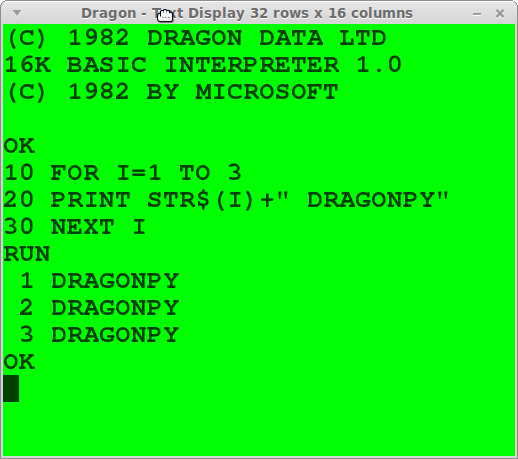 Dragon - Text Display 32 rows x 16 columns
(C) 1982 DRAGON DATA LTD
16K BASIC INTERPRETER 1.0
(C) 1982 BY MICROSOFT
OK
10 FOR I=1 TO 3
20 PRINT STR$(I)+" DRAGONPY"
30 NEXT I
RUN
1 DRAGONPY
2 DRAGONPY
3 DRAGONPY
OK